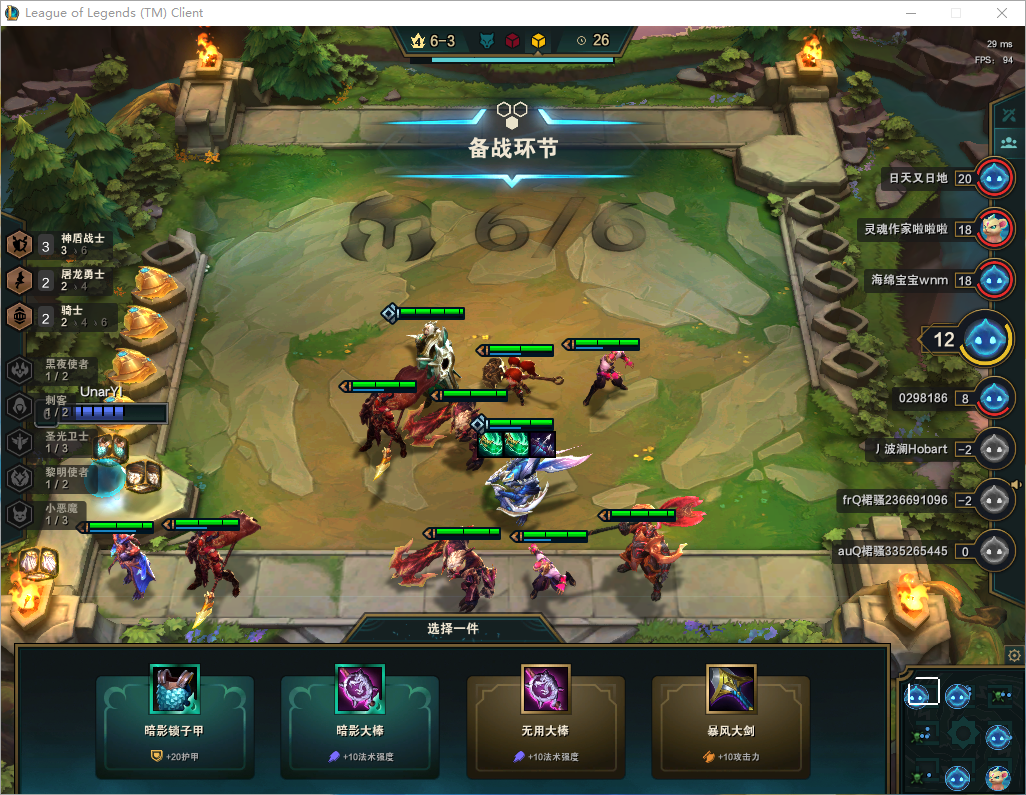 League of Legends (TM) Client
4 6-3 26
29 ms
FPS: 94
备战环节
6/6
日天又日地 20
灵魂作家啦啦啦 18
海绵宝宝wnm 18
12
0298186 8
丿波澜Hobart -2
frQ桾骚236691096 -2
auQ桾骚335265445 0
3 神盾战士
3 › 6
2 屠龙勇士
2 › 4
2 骑士
2 › 4 › 6
黑夜使者
1 / 2
UnarYI
刺客
1 / 2
圣光卫士
1 / 3
黎明使者
1 / 2
小恶魔
1 / 3
选择一件
暗影锁子甲
+20护甲
暗影大棒
+10法术强度
无用大棒
+10法术强度
暴风大剑
+10攻击力